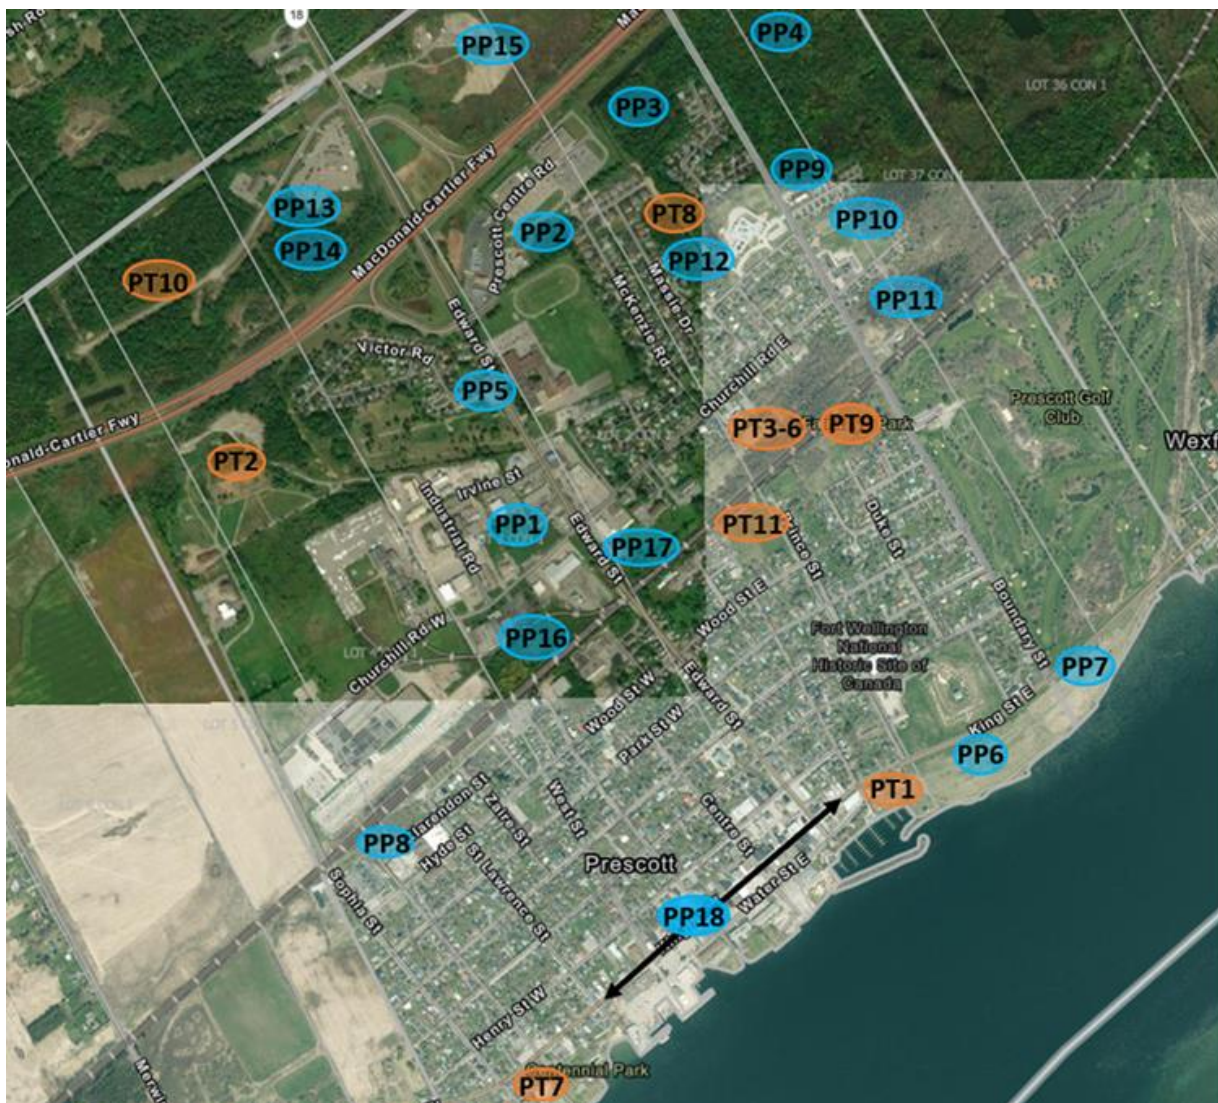 18
PP15
PP4
PP3
LOT 36 CON 1
MacDonald-Cartier Fwy
Prescott Centre Rd
PP9
LOT 37 CON
PP13
PT8
PP10
PP14
PP2
PP12
PT10
Massie Dr
McKenzie Rd
PP11
Edward St
Victor Rd
PP5
Churchill Rd E
Prescott Golf
Club
onald-Cartier Fwy
PT3-6
PT9
Park
Wexf
PT2
Irvine St
Industrial Rd
PP1
Edward St
PP17
PT11
Prince St
Duke St
Wood St E
Boundary St
PP16
Churchill Rd W
LOT
Fort Wellington
National
Historic Site of
Canada
PP7
Wood St W
Edward St
Park St W
King St E
PP6
PT1
larendon St
Zaire St
West St
Centre St
PP8
Hyde St
St Lawrence St
Prescott
Water St E
Sophia St
PP18
Henry St W
Centennial Park
PT7
Merwi